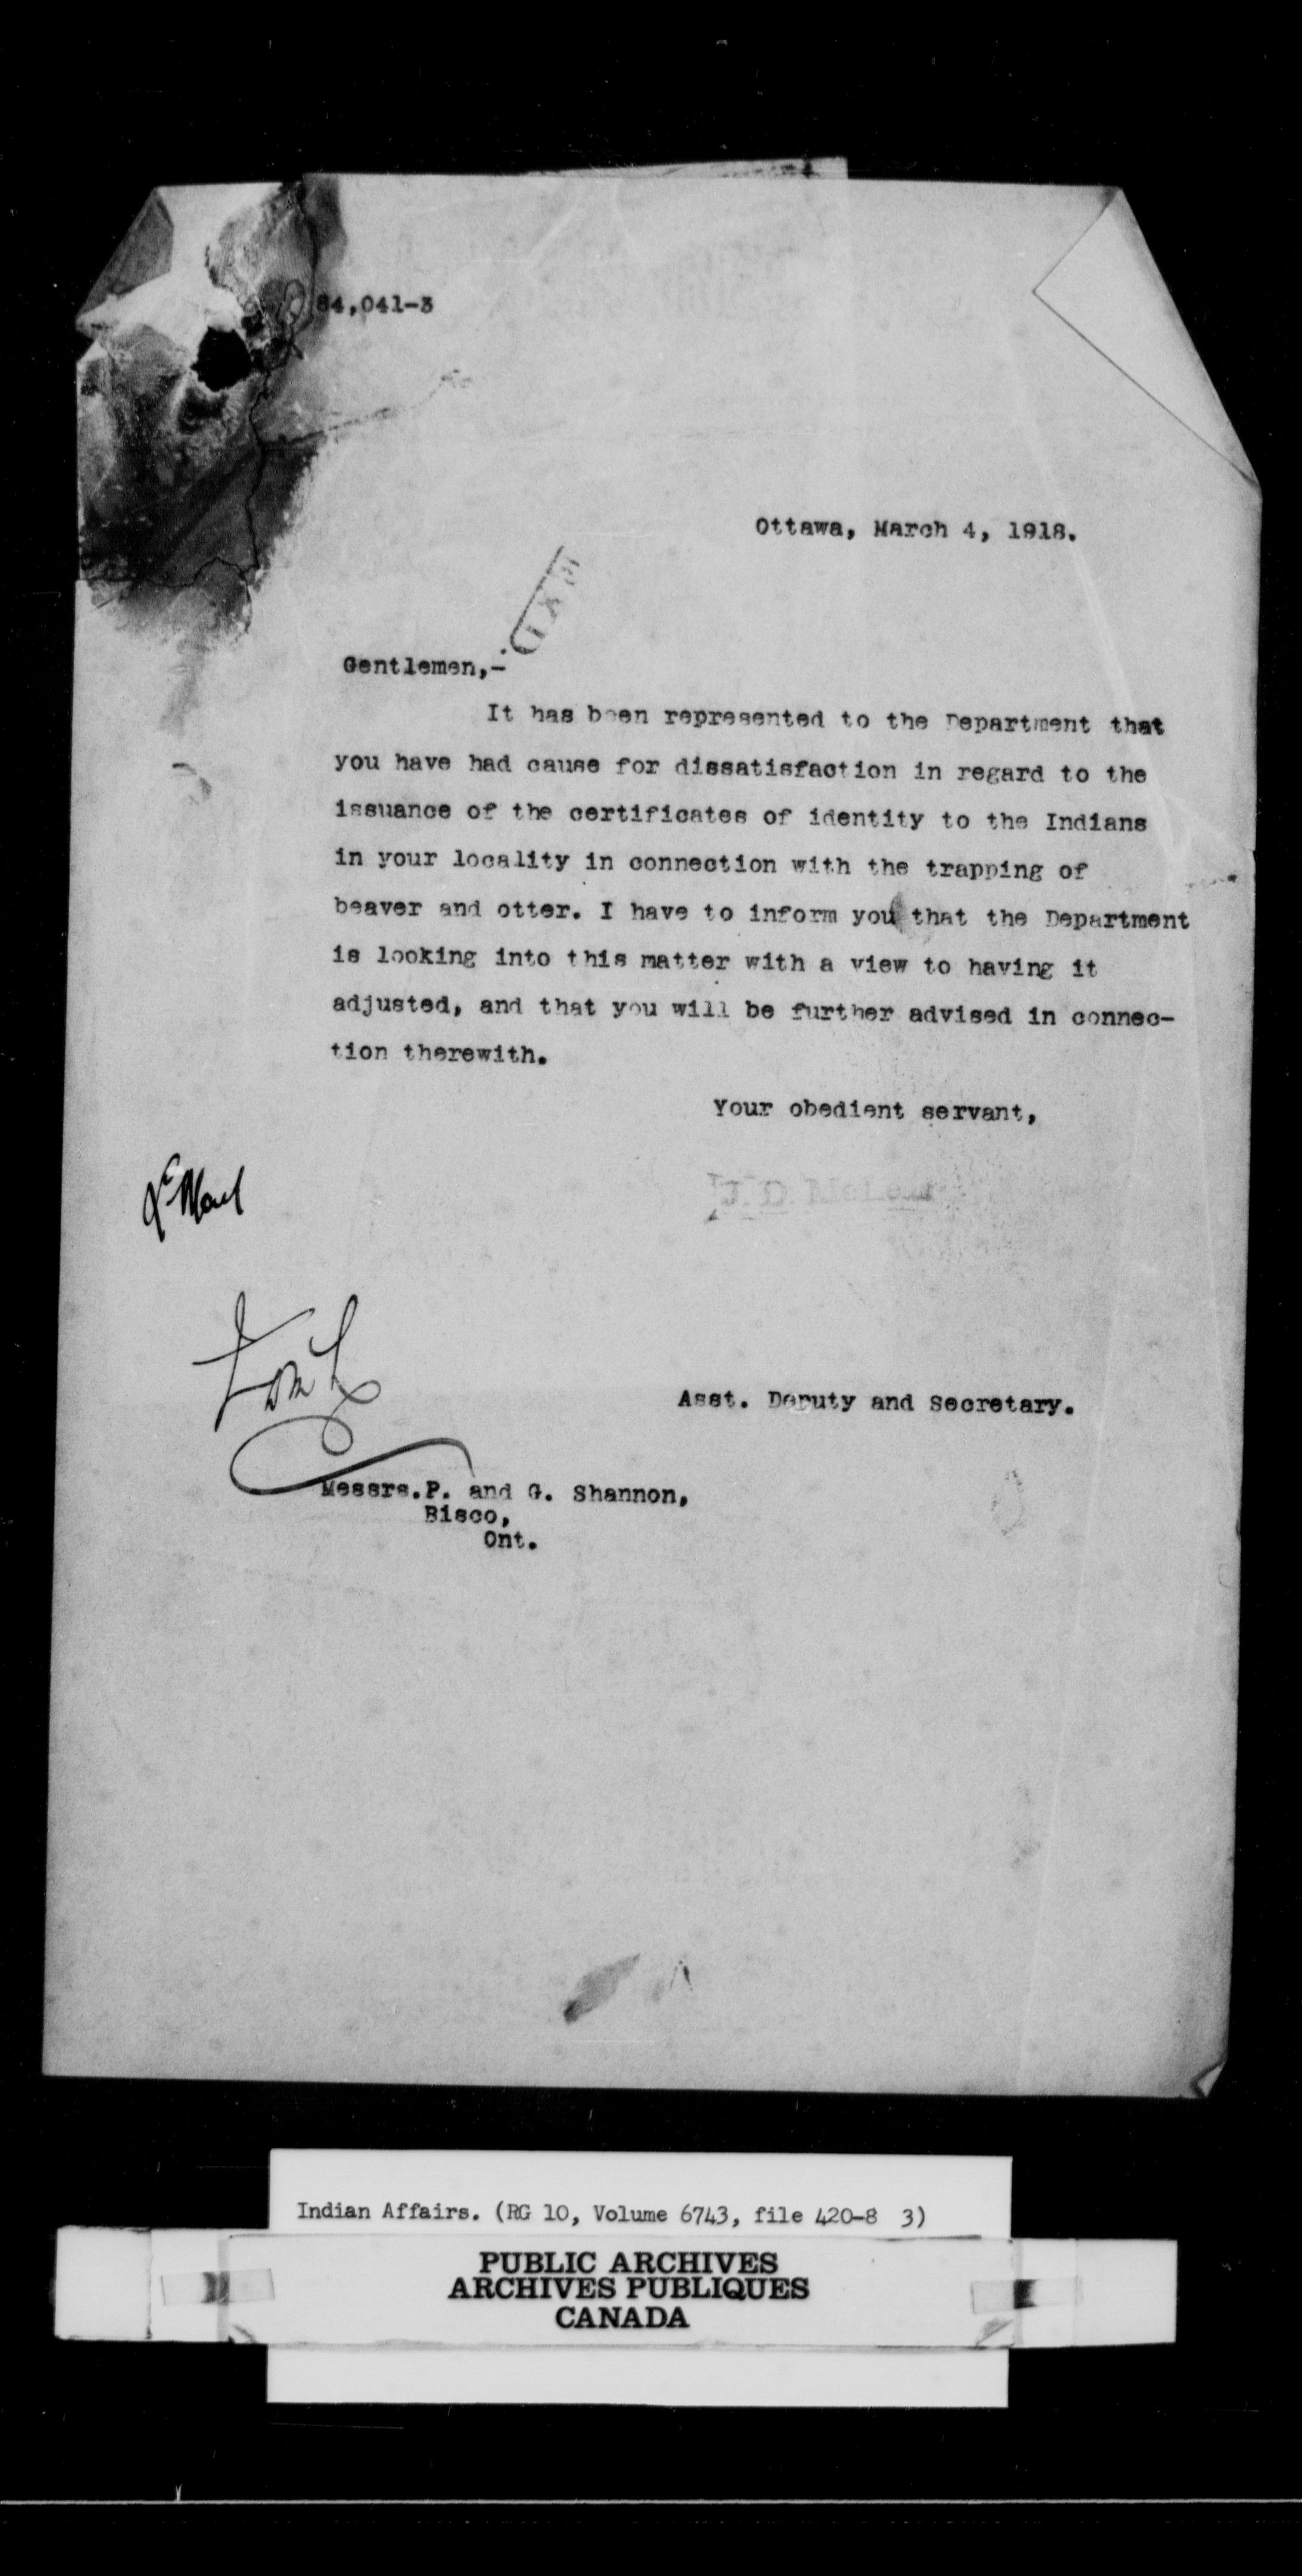 84,041-3
Ottawa, March 4, 1918.
Gentlemen,-
It has been represented to the Department that
you have had cause for dissatisfaction in regard to the
issuance of the certificates of identity to the Indians
in your locality in connection with the trapping of
beaver and otter. I have to inform you that the Department
is looking into this matter with a view to having it
adjusted, and that you will be further advised in connec-
tion therewith.
Your obedient servant,
Asst. Deputy and Secretary.
Messrs.P. and G. Shannon,
Bisco,
Ont.
Indian Affairs. (RG 10, Volume 6743, file 420-8 3)
PUBLIC ARCHIVES
ARCHIVES PUBLIQUES
CANADA